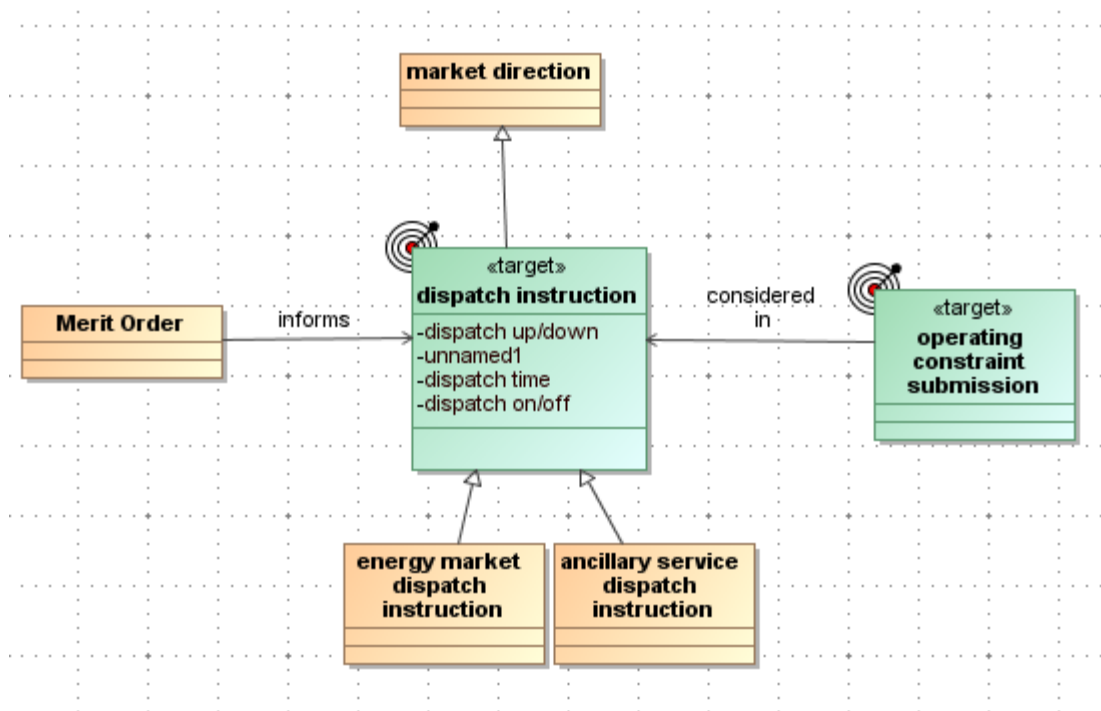 market direction
«target»
dispatch instruction
-dispatch up/down
-unnamed1
-dispatch time
-dispatch on/off
Merit Order
informs
considered
in
«target»
operating
constraint
submission
energy market
dispatch
instruction
ancillary service
dispatch
instruction